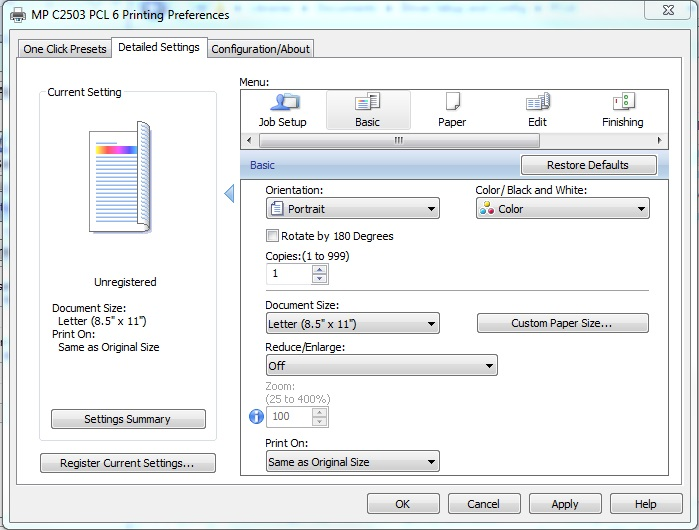 MP C2503 PCL 6 Printing Preferences
One Click Presets
Detailed Settings
Configuration/About
Current Setting
Unregistered
Document Size:
Letter (8.5" x 11")
Print On:
Same as Original Size
Settings Summary
Register Current Settings...
Menu:
Job Setup
Basic
Paper
Edit
Finishing
Basic
Restore Defaults
Orientation:
Portrait
Color/ Black and White:
Color
Rotate by 180 Degrees
Copies:(1 to 999)
1
Document Size:
Letter (8.5" x 11")
Custom Paper Size...
Reduce/Enlarge:
Off
Zoom:
(25 to 400%)
100
Print On:
Same as Original Size
OK
Cancel
Apply
Help